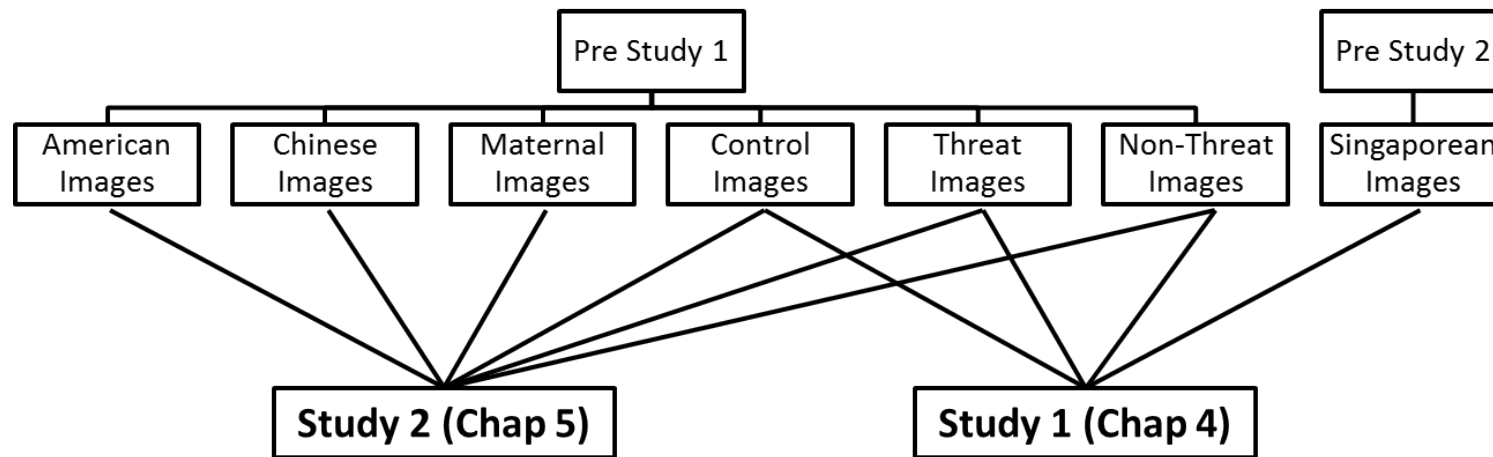 Pre Study 1
Pre Study 2
American
Images
Chinese
Images
Maternal
Images
Control
Images
Threat
Images
Non-Threat
Images
Singaporean
Images
Study 2 (Chap 5)
Study 1 (Chap 4)